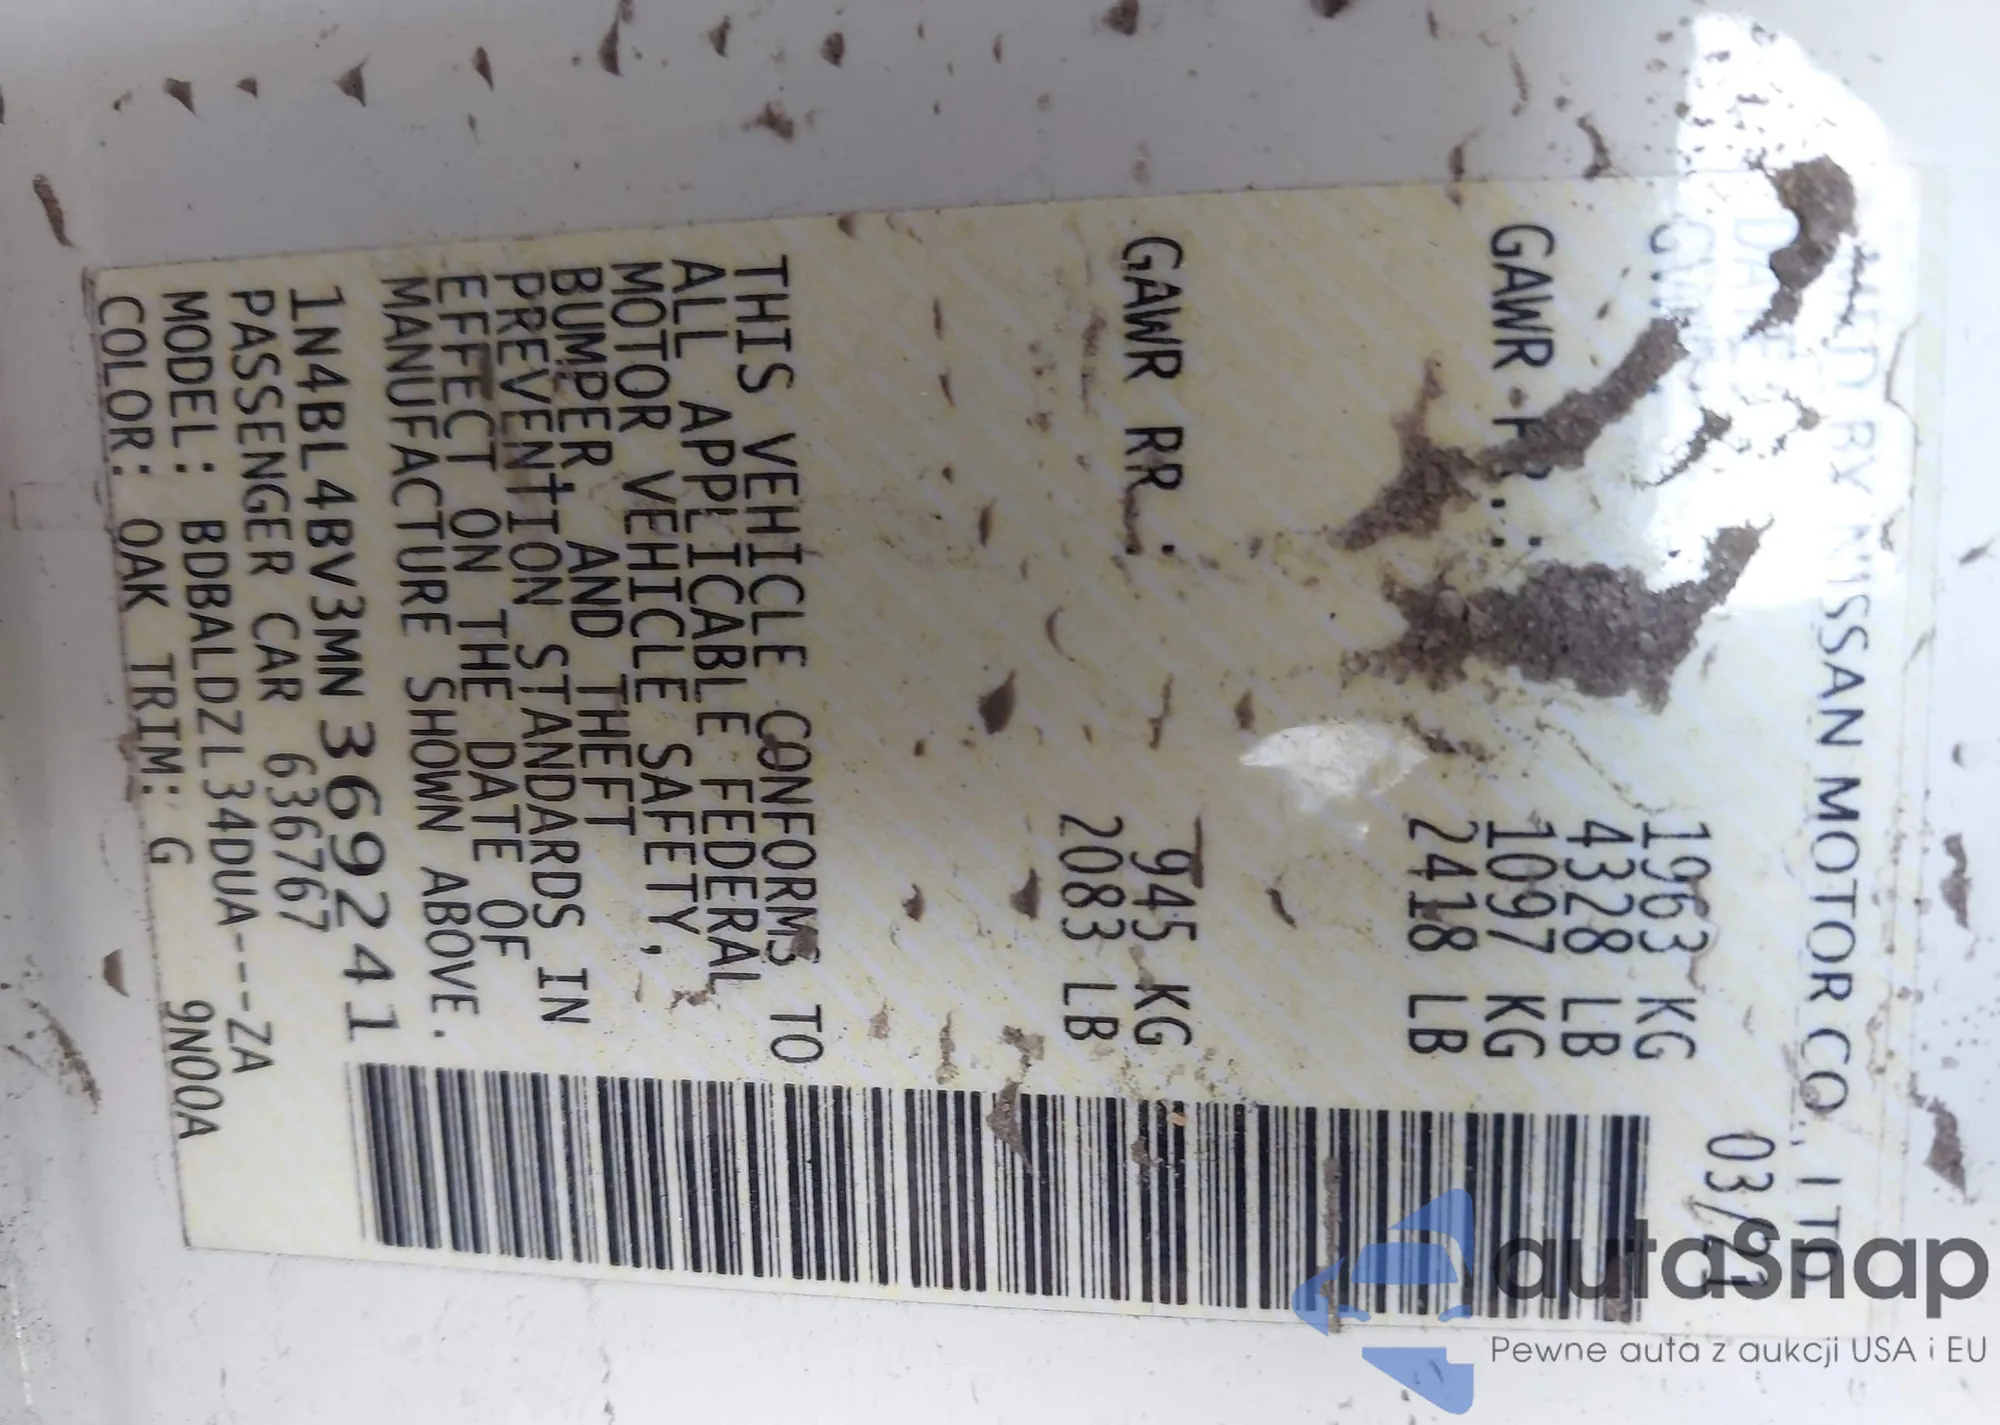 NISSAN MOTOR CO., LTD
03/21
1963 KG
4328 LB
GAWR FR : 1097 KG
2418 LB
GAWR RR : 945 KG
2083 LB
THIS VEHICLE CONFORMS TO
ALL APPLICABLE FEDERAL
MOTOR VEHICLE SAFETY,
BUMPER AND THEFT
PREVENTION STANDARDS IN
EFFECT ON THE DATE OF
MANUFACTURE SHOWN ABOVE.
1N4BL4BV3MN369241
PASSENGER CAR 636767
MODEL: BDBALDZL34DUA---ZA
COLOR: OAK TRIM: G 9N00A
autaSnap
Pewne auta z aukcji USA i EU